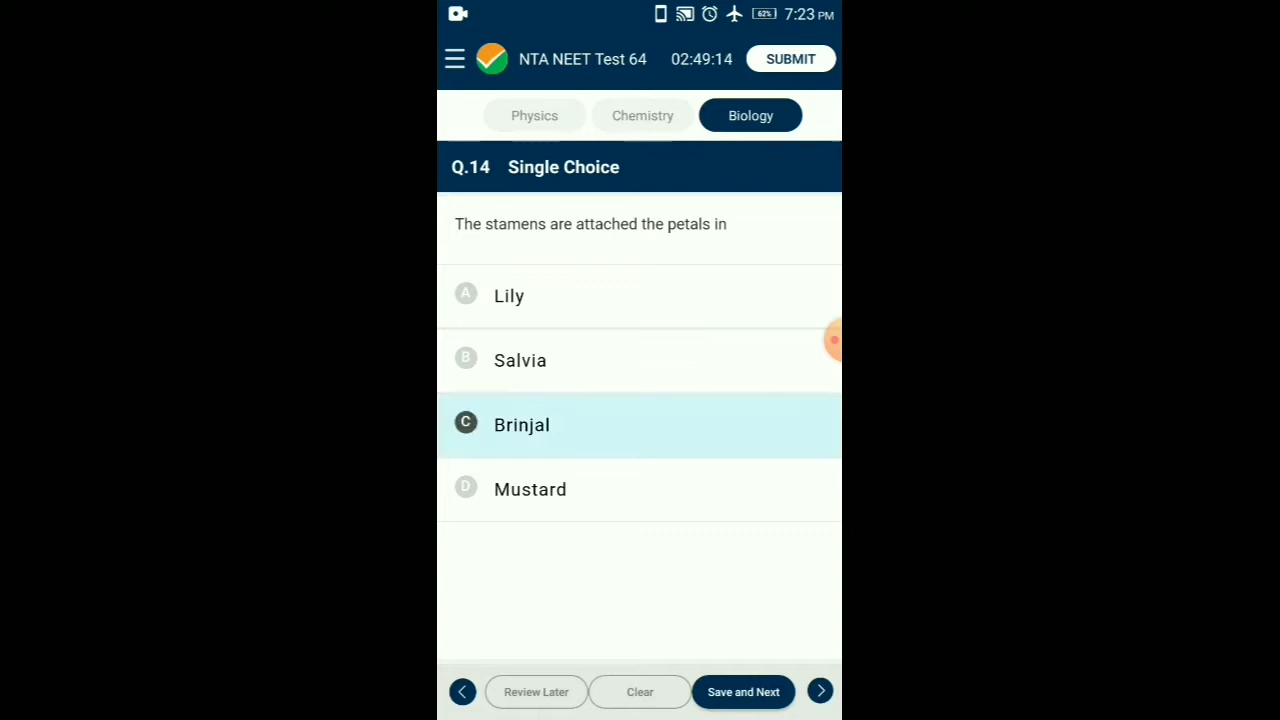 62% 7:23 PM
NTA NEET Test 64 02:49:14 SUBMIT
Physics Chemistry Biology
Q.14 Single Choice
The stamens are attached the petals in
A Lily
B Salvia
C Brinjal
D Mustard
Review Later Clear Save and Next